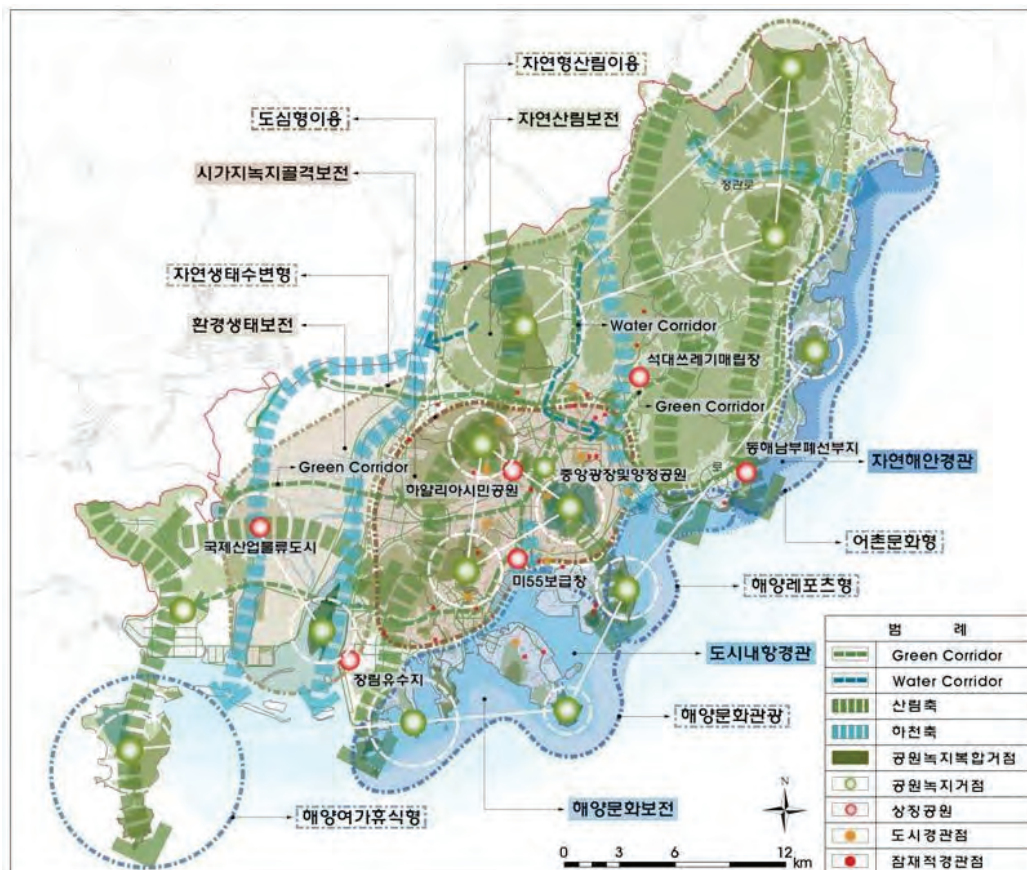 자연형산림이용
도심형이용
자연산림보전
시가지녹지골격보전
정관로
자연생태수변형
환경생태보전
Water Corridor
석대쓰레기매립장
Green Corridor
동해남부폐선부지
자연해안경관
Green Corridor
하얄리아시민공원
중앙광장및양정공원
로
국제산업물류도시
어촌문화형
미55보급창
해양레포츠형
도시내항경관
장림유수지
해양문화관광
해양문화보전
해양여가휴식형
범 례
Green Corridor
Water Corridor
산림축
하천축
공원녹지복합거점
공원녹지거점
상징공원
도시경관점
잠재적경관점
N
0 3 6 12
km